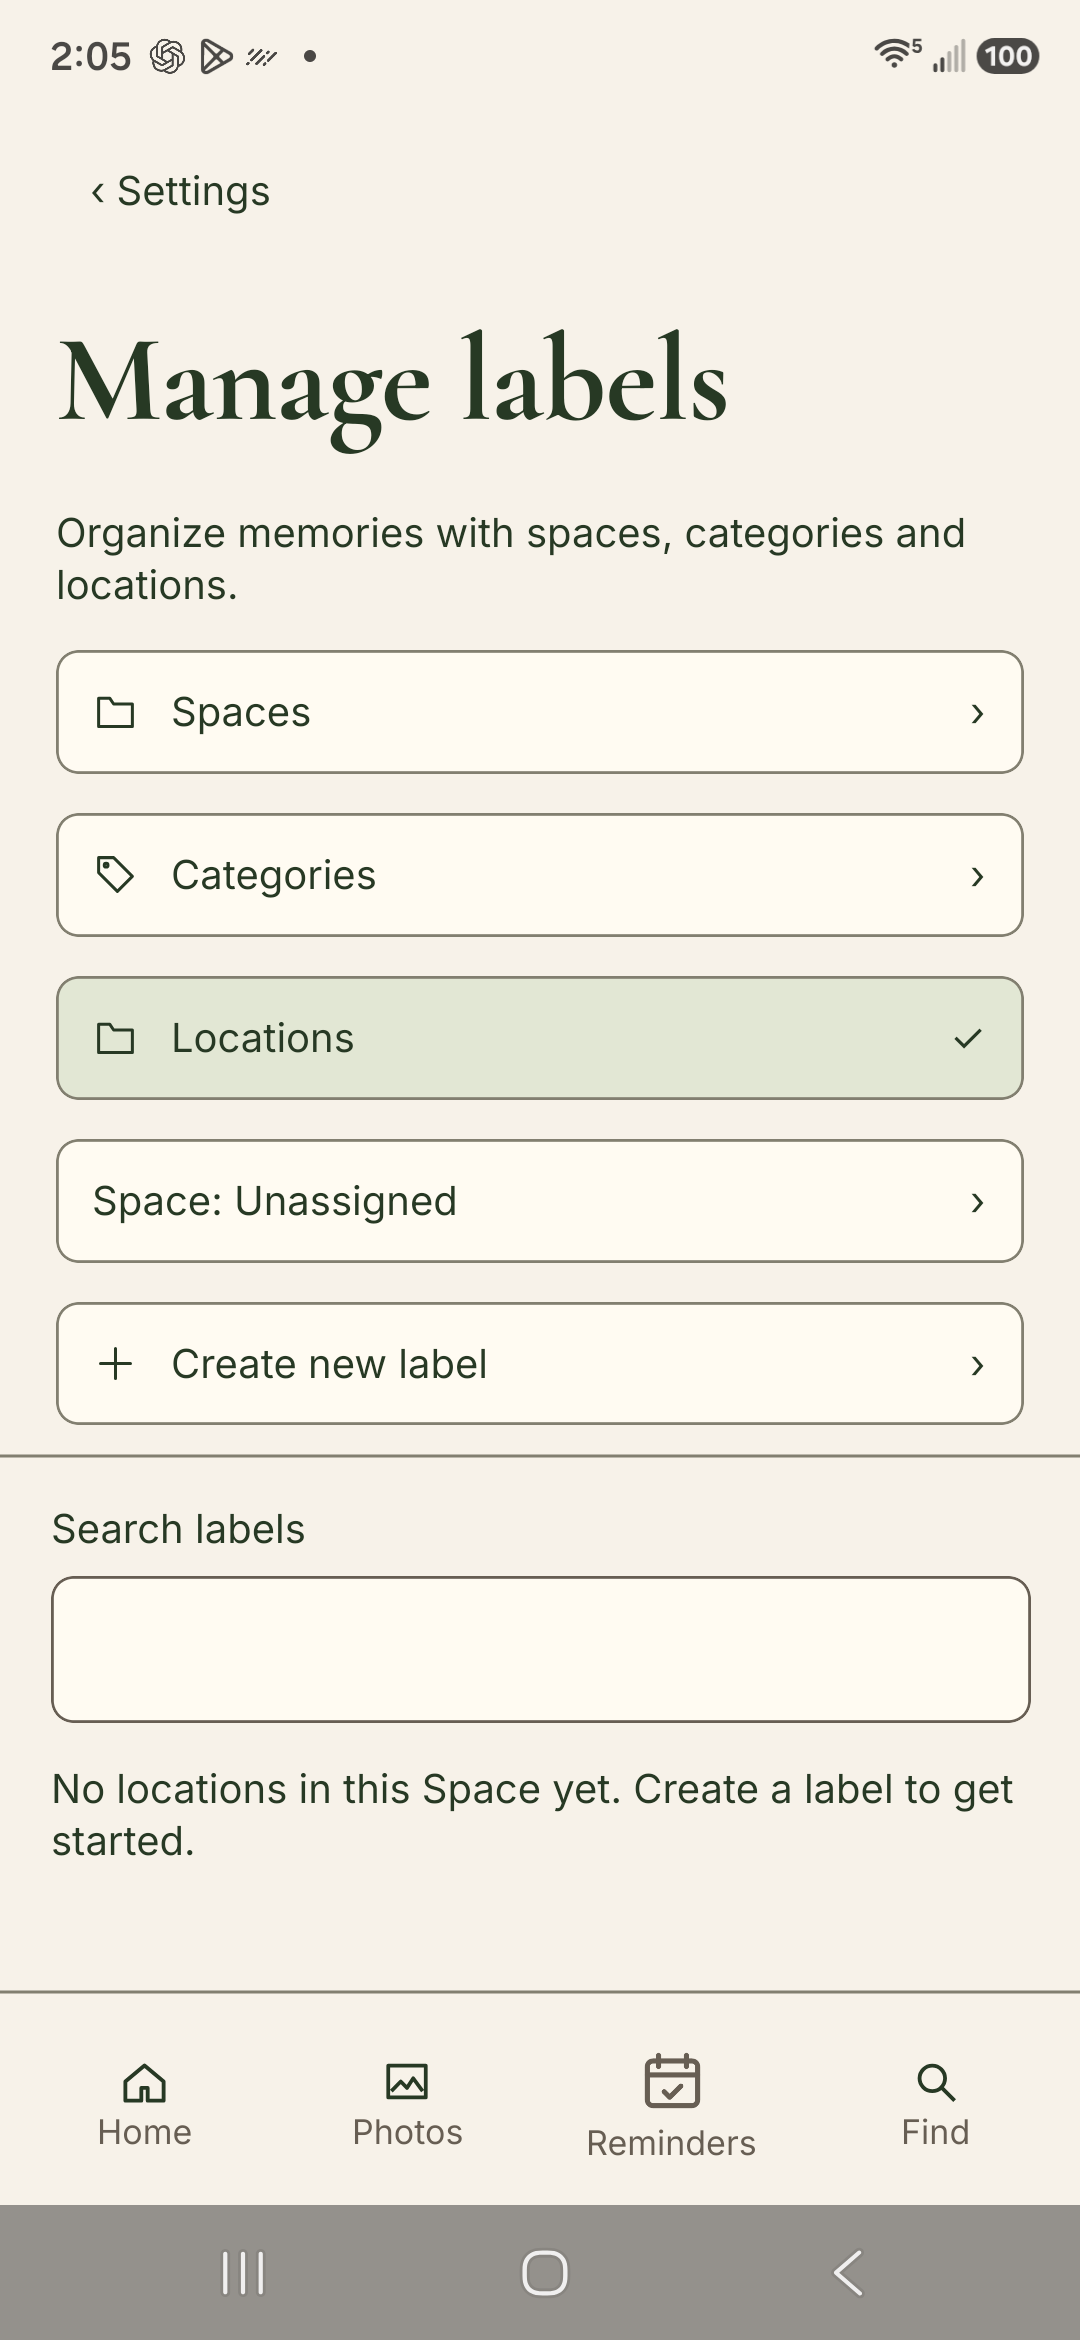 2:05
5
100
‹ Settings
Manage labels
Organize memories with spaces, categories and
locations.
Spaces ›
Categories ›
Locations
Space: Unassigned ›
Create new label ›
Search labels
No locations in this Space yet. Create a label to get
started.
Home Photos Reminders Find